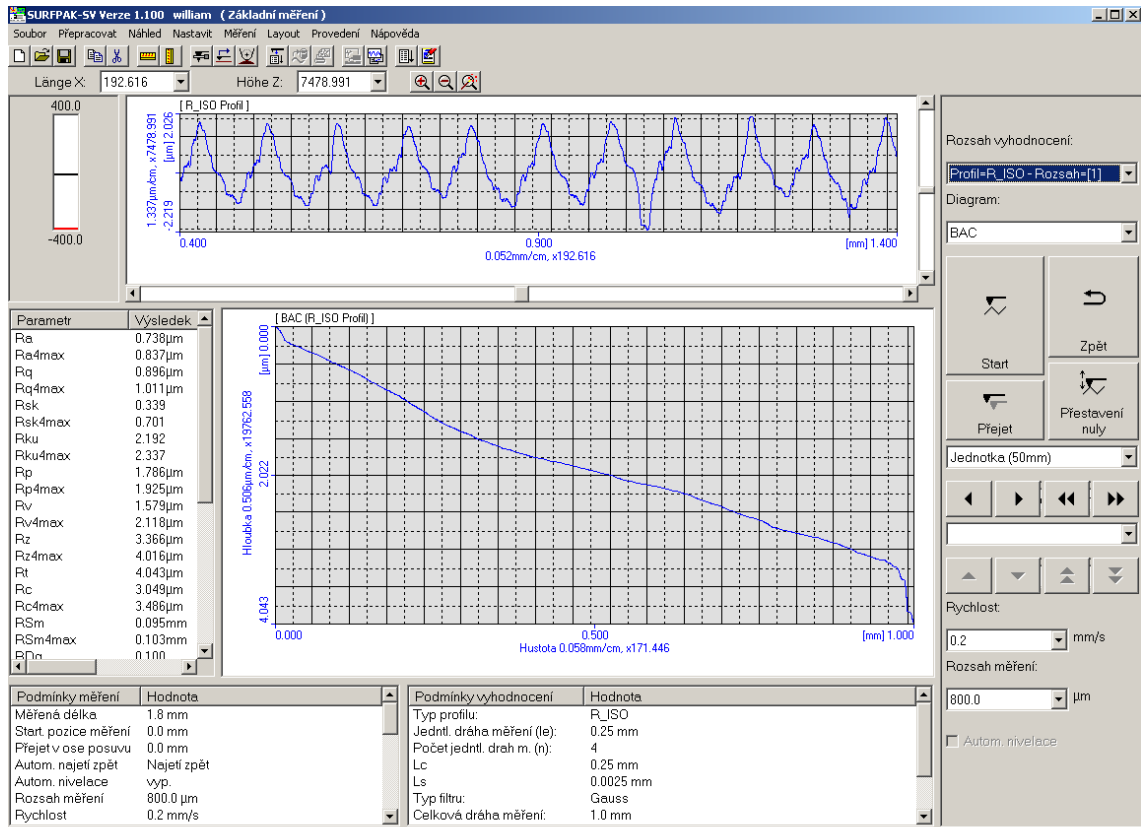 SURFPAK-SV Verze 1.100 william ( Základní měření )
Soubor Přepracovat Náhled Nastavit Měření Layout Provedení Nápověda
Länge X: 192.616 Höhe Z: 7478.991
400.0
-400.0
[ R_ISO Profil ]
1.337µm/cm, x7478.991
[µm] 2.026
-2.219
0.400 0.900 [mm] 1.400
0.052mm/cm, x192.616
Rozsah vyhodnocení:
Profil=R_ISO - Rozsah=[1]
Diagram:
BAC
Start
Zpět
Přejet
Přestavení
nuly
Jednotka (50mm)
Rychlost:
0.2 mm/s
Rozsah měření:
800.0 µm
Autom. nivelace
Parametr Výsledek
Ra 0.738µm
Ra4max 0.837µm
Rq 0.896µm
Rq4max 1.011µm
Rsk 0.339
Rsk4max 0.701
Rku 2.192
Rku4max 2.337
Rp 1.786µm
Rp4max 1.925µm
Rv 1.579µm
Rv4max 2.118µm
Rz 3.366µm
Rz4max 4.016µm
Rt 4.043µm
Rc 3.049µm
Rc4max 3.486µm
RSm 0.095mm
RSm4max 0.103mm
RDq 0.100
[ BAC (R_ISO Profil) ]
Hloubka 0.506µm/cm, x19762.558
[µm] 0.000
2.022
4.043
0.000 0.500 [mm] 1.000
Hustota 0.058mm/cm, x171.446
Podmínky měření Hodnota
Měřená délka 1.8 mm
Start. pozice měření 0.0 mm
Přejet v ose posuvu 0.0 mm
Autom. najetí zpět Najetí zpět
Autom. nivelace vyp.
Rozsah měření 800.0 µm
Rychlost 0.2 mm/s
Podmínky vyhodnocení Hodnota
Typ profilu: R_ISO
Jedntl. dráha měření (le): 0.25 mm
Počet jedntl. drah m. (n): 4
Lc 0.25 mm
Ls 0.0025 mm
Typ filtru: Gauss
Celková dráha měření: 1.0 mm